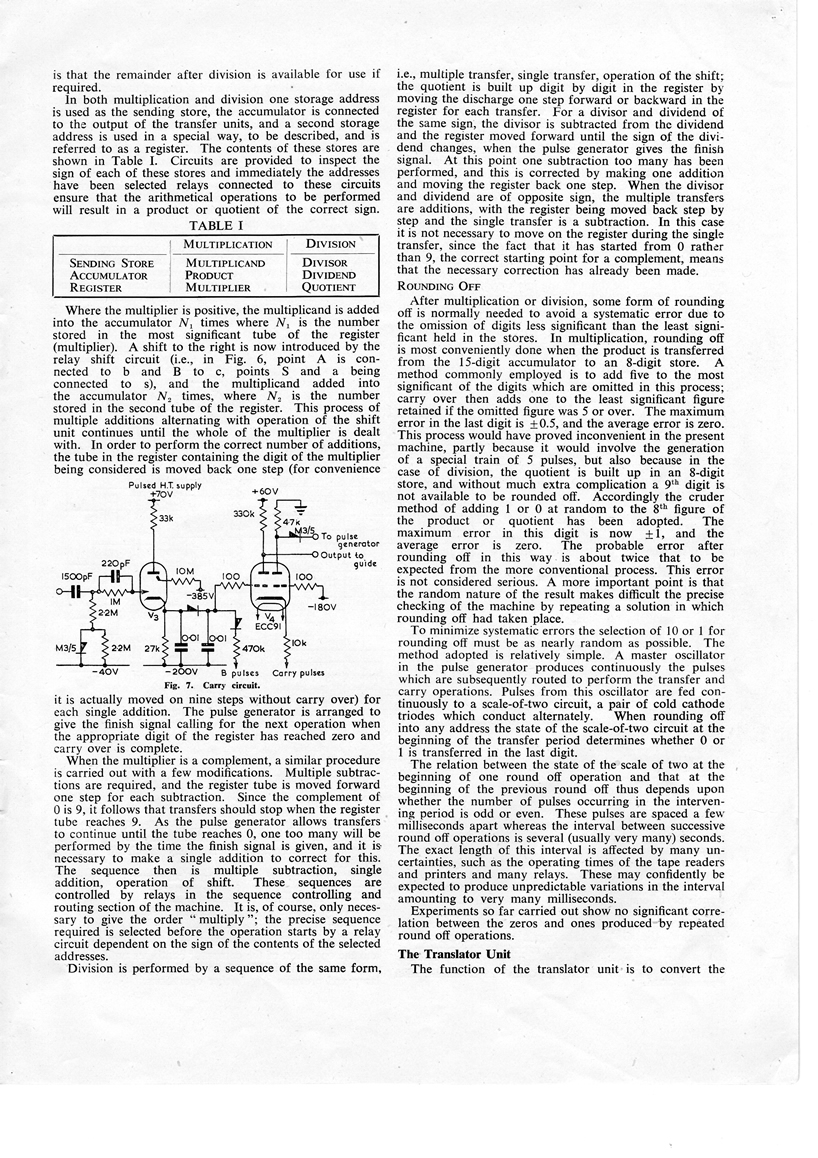 is that the remainder after division is available for use if
required.
In both multiplication and division one storage address
is used as the sending store, the accumulator is connected
to the output of the transfer units, and a second storage
address is used in a special way, to be described, and is
referred to as a register. The contents of these stores are
shown in Table I. Circuits are provided to inspect the
sign of each of these stores and immediately the addresses
have been selected relays connected to these circuits
ensure that the arithmetical operations to be performed
will result in a product or quotient of the correct sign.
TABLE I
MULTIPLICATION DIVISION
SENDING STORE MULTIPLICAND DIVISOR
ACCUMULATOR PRODUCT DIVIDEND
REGISTER MULTIPLIER QUOTIENT
Where the multiplier is positive, the multiplicand is added
into the accumulator N₁ times where N₁ is the number
stored in the most significant tube of the register
(multiplier). A shift to the right is now introduced by the
relay shift circuit (i.e., in Fig. 6, point A is con-
nected to b and B to c, points S and a being
connected to s), and the multiplicand added into
the accumulator N₂ times, where N₂ is the number
stored in the second tube of the register. This process of
multiple additions alternating with operation of the shift
unit continues until the whole of the multiplier is dealt
with. In order to perform the correct number of additions,
the tube in the register containing the digit of the multiplier
being considered is moved back one step (for convenience
Pulsed H.T. supply
+70V
+60V
33k
330k
47k
M3/5
To pulse
generator
Output to
guide
220pF
1500pF
10M
100
100
1M
-385V
-180V
2·2M
V₃
V₄
ECC91
M3/5
2·2M
27k
0·01
0·01
470k
10k
-40V
-200V
B pulses
Carry pulses
Fig. 7. Carry circuit.
it is actually moved on nine steps without carry over) for
each single addition. The pulse generator is arranged to
give the finish signal calling for the next operation when
the appropriate digit of the register has reached zero and
carry over is complete.
When the multiplier is a complement, a similar procedure
is carried out with a few modifications. Multiple subtrac-
tions are required, and the register tube is moved forward
one step for each subtraction. Since the complement of
0 is 9, it follows that transfers should stop when the register
tube reaches 9. As the pulse generator allows transfers
to continue until the tube reaches 0, one too many will be
performed by the time the finish signal is given, and it is
necessary to make a single addition to correct for this.
The sequence then is multiple subtraction, single
addition, operation of shift. These sequences are
controlled by relays in the sequence controlling and
routing section of the machine. It is, of course, only neces-
sary to give the order “multiply”; the precise sequence
required is selected before the operation starts by a relay
circuit dependent on the sign of the contents of the selected
addresses.
Division is performed by a sequence of the same form,
i.e., multiple transfer, single transfer, operation of the shift;
the quotient is built up digit by digit in the register by
moving the discharge one step forward or backward in the
register for each transfer. For a divisor and dividend of
the same sign, the divisor is subtracted from the dividend
and the register moved forward until the sign of the divi-
dend changes, when the pulse generator gives the finish
signal. At this point one subtraction too many has been
performed, and this is corrected by making one addition
and moving the register back one step. When the divisor
and dividend are of opposite sign, the multiple transfers
are additions, with the register being moved back step by
step and the single transfer is a subtraction. In this case
it is not necessary to move on the register during the single
transfer, since the fact that it has started from 0 rather
than 9, the correct starting point for a complement, means
that the necessary correction has already been made.
ROUNDING OFF
After multiplication or division, some form of rounding
off is normally needed to avoid a systematic error due to
the omission of digits less significant than the least signi-
ficant held in the stores. In multiplication, rounding off
is most conveniently done when the product is transferred
from the 15-digit accumulator to an 8-digit store. A
method commonly employed is to add five to the most
significant of the digits which are omitted in this process;
carry over then adds one to the least significant figure
retained if the omitted figure was 5 or over. The maximum
error in the last digit is ±0.5, and the average error is zero.
This process would have proved inconvenient in the present
machine, partly because it would involve the generation
of a special train of 5 pulses, but also because in the
case of division, the quotient is built up in an 8-digit
store, and without much extra complication a 9th digit is
not available to be rounded off. Accordingly the cruder
method of adding 1 or 0 at random to the 8th figure of
the product or quotient has been adopted. The
maximum error in this digit is now ±1, and the
average error is zero. The probable error after
rounding off in this way is about twice that to be
expected from the more conventional process. This error
is not considered serious. A more important point is that
the random nature of the result makes difficult the precise
checking of the machine by repeating a solution in which
rounding off had taken place.
To minimize systematic errors the selection of 10 or 1 for
rounding off must be as nearly random as possible. The
method adopted is relatively simple. A master oscillator
in the pulse generator produces continuously the pulses
which are subsequently routed to perform the transfer and
carry operations. Pulses from this oscillator are fed con-
tinuously to a scale-of-two circuit, a pair of cold cathode
triodes which conduct alternately. When rounding off
into any address the state of the scale-of-two circuit at the
beginning of the transfer period determines whether 0 or
1 is transferred in the last digit.
The relation between the state of the scale of two at the
beginning of one round off operation and that at the
beginning of the previous round off thus depends upon
whether the number of pulses occurring in the interven-
ing period is odd or even. These pulses are spaced a few
milliseconds apart whereas the interval between successive
round off operations is several (usually very many) seconds.
The exact length of this interval is affected by many un-
certainties, such as the operating times of the tape readers
and printers and many relays. These may confidently be
expected to produce unpredictable variations in the interval
amounting to very many milliseconds.
Experiments so far carried out show no significant corre-
lation between the zeros and ones produced by repeated
round off operations.
The Translator Unit
The function of the translator unit is to convert the